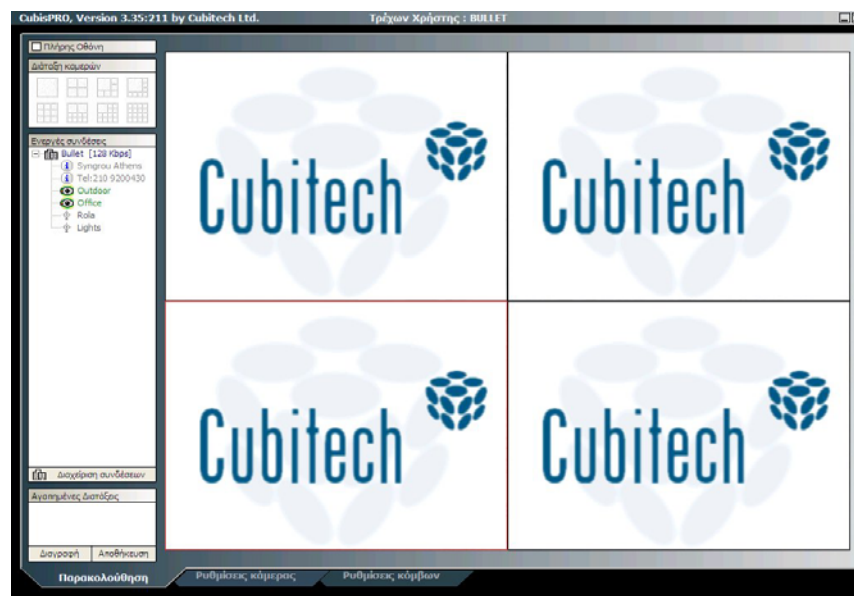 CubisPRO, Version 3.35:211 by Cubitech Ltd.
Τρέχων Χρήστης : BULLET
Πλήρης Οθόνη
Διάταξη καμερών
Ενεργές συνδέσεις
Bullet [128 Kbps]
Syngrou Athens
Tel:210 9200430
Outdoor
Office
Rola
Lights
Διαχείριση συνδέσεων
Αγαπημένες Διατάξεις
Διαγραφή
Αποθήκευση
Cubitech
Cubitech
Cubitech
Cubitech
Παρακολούθηση
Ρυθμίσεις κάμερας
Ρυθμίσεις κόμβων